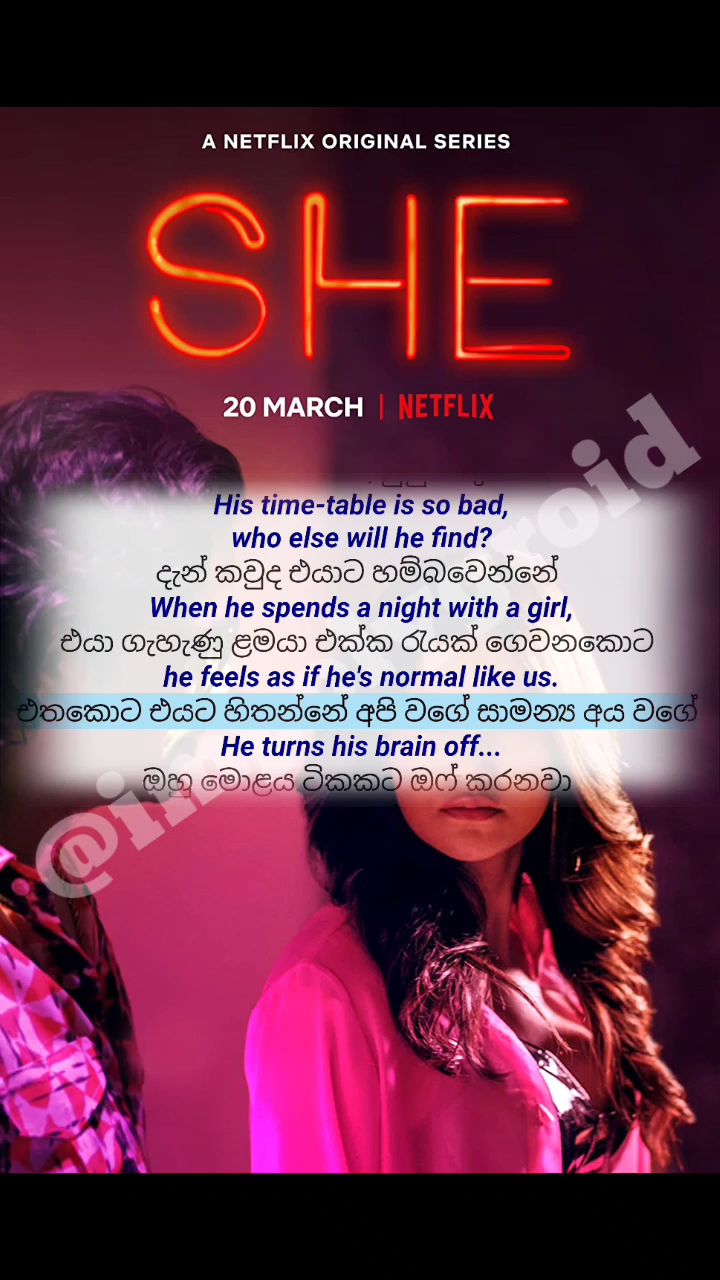 A NETFLIX ORIGINAL SERIES
SHE
20 MARCH | NETFLIX
His time-table is so bad,
who else will he find?
දැන් කවුද එයාට හම්බවෙන්නේ
When he spends a night with a girl,
එයා ගැහැණු ළමයා එක්ක රැයක් ගෙවනකොට
he feels as if he's normal like us.
එතකොට එයට හිතන්නේ අපි වගේ සාමන්‍ය අය වගේ
He turns his brain off...
ඔහු මොළය ටිකකට ඔෆ් කරනවා